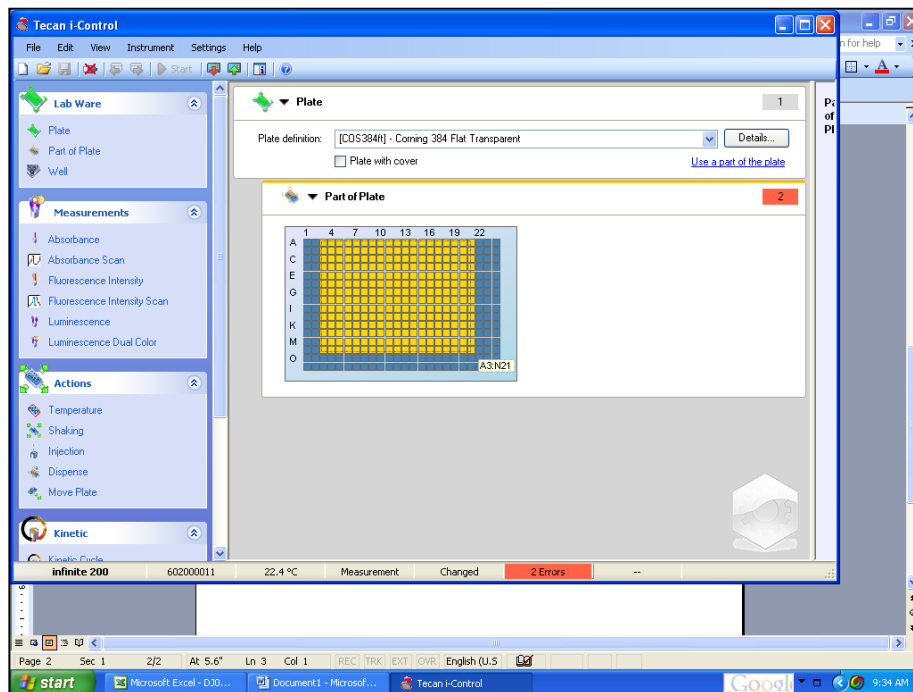 Tecan i-Control
File Edit View Instrument Settings Help
n for help
Start
Lab Ware
Plate
Part of Plate
Well
Measurements
Absorbance
Absorbance Scan
Fluorescence Intensity
Fluorescence Intensity Scan
Luminescence
Luminescence Dual Color
Actions
Temperature
Shaking
Injection
Dispense
Move Plate
Kinetic
Kinetic Cycle
Plate 1
Plate definition: [COS384ft] - Corning 384 Flat Transparent Details...
Plate with cover Use a part of the plate
Part of Plate 2
1 4 7 10 13 16 19 22
A
C
E
G
I
K
M
O
A3:N21
Pa
of
Pl
infinite 200 602000011 22.4 °C Measurement Changed 2 Errors --
Page 2 Sec 1 2/2 At 5.6" Ln 3 Col 1 REC TRK EXT OVR English (U.S
start Microsoft Excel - DJ0... Document1 - Microsof... Tecan i-Control Google 9:34 AM